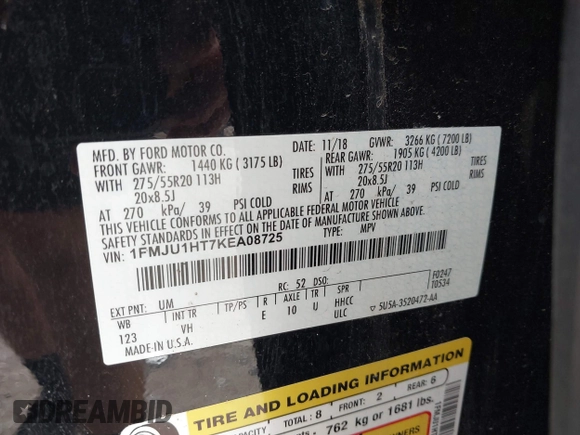 MFD. BY FORD MOTOR CO.
DATE: 11/18 GVWR: 3266 KG ( 7200 LB)
FRONT GAWR: 1440 KG ( 3175 LB) REAR GAWR: 1905 KG ( 4200 LB)
WITH 275/55R20 113H TIRES WITH 275/55R20 113H TIRES
20x8.5J RIMS 20x8.5J RIMS
AT 270 kPa/ 39 PSI COLD AT 270 kPa/ 39 PSI COLD
THIS VEHICLE CONFORMS TO ALL APPLICABLE FEDERAL MOTOR VEHICLE
SAFETY STANDARDS IN EFFECT ON THE DATE OF MANUFACTURE SHOWN ABOVE.
1FMJU1HT7KEA08725 TYPE: MPV
F0247
T0534
EXT PNT: UM RC: 52 DSO:
WB INT TR TP/PS R AXLE TR SPR
123 VH E 10 U HHCC
ULC
MADE IN U.S.A. 5U5A-3520472-AA
TIRE AND LOADING INFORMATION
CAPACITY TOTAL: 8 FRONT: 2 REAR: 6
762 kg or 1681 lbs.
DREAMBID